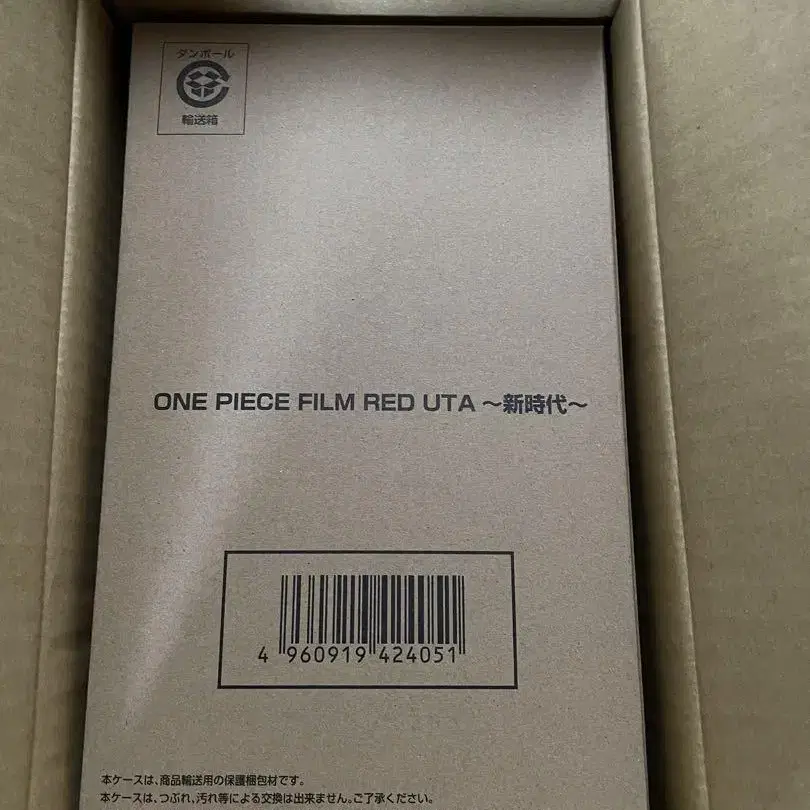 ダンボール
輸送箱
ONE PIECE FILM RED UTA ～新時代～
4 960919 424051
本ケースは、商品輸送用の保護梱包材です。
本ケースは、つぶれ、汚れ等による交換は出来ません。ご了承ください。